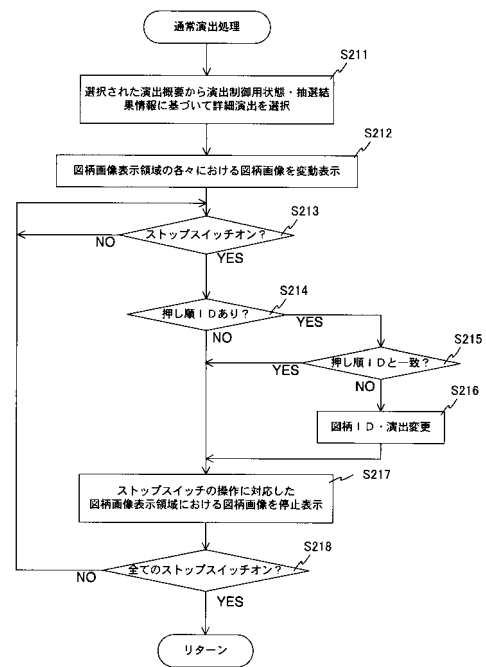 通常演出処理
S211
選択された演出概要から演出制御用状態・抽選結
果情報に基づいて詳細演出を選択
S212
図柄画像表示領域の各々における図柄画像を変動表示
S213
ストップスイッチオン?
NO
YES
S214
押し順IDあり?
YES
NO
S215
押し順IDと一致?
YES
NO
S216
図柄ID・演出変更
S217
ストップスイッチの操作に対応した
図柄画像表示領域における図柄画像を停止表示
S218
全てのストップスイッチオン?
NO
YES
リターン